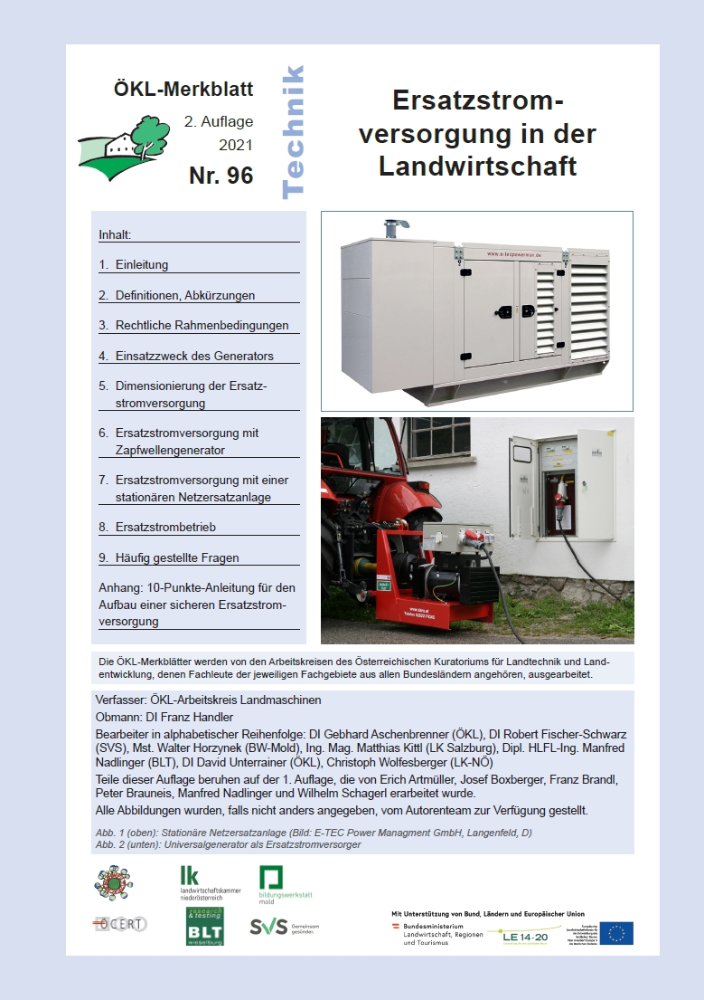 ÖKL-Merkblatt
2. Auflage
2021
Nr. 96
Technik
Ersatzstrom-
versorgung in der
Landwirtschaft
Inhalt:
1. Einleitung
2. Definitionen, Abkürzungen
3. Rechtliche Rahmenbedingungen
4. Einsatzzweck des Generators
5. Dimensionierung der Ersatz-
stromversorgung
6. Ersatzstromversorgung mit
Zapfwellengenerator
7. Ersatzstromversorgung mit einer
stationären Netzersatzanlage
8. Ersatzstrombetrieb
9. Häufig gestellte Fragen
Anhang: 10-Punkte-Anleitung für den
Aufbau einer sicheren Ersatzstrom-
versorgung
www.e-tecpowerman.de
Die ÖKL-Merkblätter werden von den Arbeitskreisen des Österreichischen Kuratoriums für Landtechnik und Land-
entwicklung, denen Fachleute der jeweiligen Fachgebiete aus allen Bundesländern angehören, ausgearbeitet.
Verfasser: ÖKL-Arbeitskreis Landmaschinen
Obmann: DI Franz Handler
Bearbeiter in alphabetischer Reihenfolge: DI Gebhard Aschenbrenner (ÖKL), DI Robert Fischer-Schwarz
(SVS), Mst. Walter Horzynek (BW-Mold), Ing. Mag. Matthias Kittl (LK Salzburg), Dipl. HLFL-Ing. Manfred
Nadlinger (BLT), DI David Unterrainer (ÖKL), Christoph Wolfesberger (LK-NÖ)
Teile dieser Auflage beruhen auf der 1. Auflage, die von Erich Artmüller, Josef Boxberger, Franz Brandl,
Peter Brauneis, Manfred Nadlinger und Wilhelm Schagerl erarbeitet wurde.
Alle Abbildungen wurden, falls nicht anders angegeben, vom Autorenteam zur Verfügung gestellt.
Abb. 1 (oben): Stationäre Netzersatzanlage (Bild: E-TEC Power Managment GmbH, Langenfeld, D)
Abb. 2 (unten): Universalgenerator als Ersatzstromversorger
lk
landwirtschaftskammer
niederösterreich
bildungswerkstatt
mold
ÖCERT
research
& testing
BLT
wieselburg
SVS
Gemeinsam
gesünder.
Mit Unterstützung von Bund, Ländern und Europäischer Union
Bundesministerium
Landwirtschaft, Regionen
und Tourismus
LE 14-20